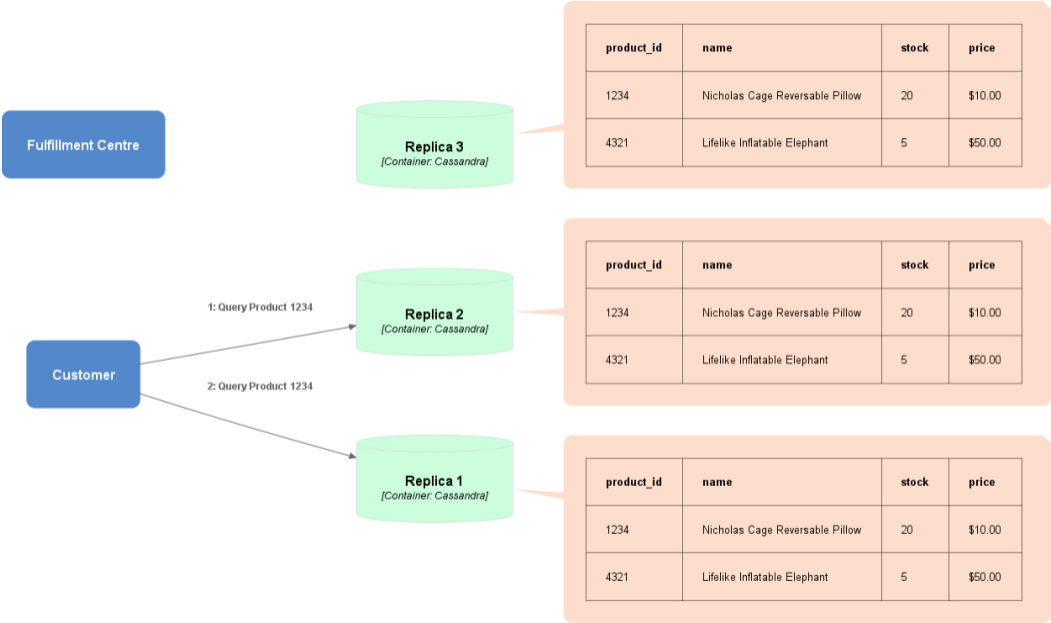 product_id name stock price
1234 Nicholas Cage Reversable Pillow 20 $10.00
4321 Lifelike Inflatable Elephant 5 $50.00
Fulfillment Centre
Replica 3
[Container: Cassandra]
product_id name stock price
1234 Nicholas Cage Reversable Pillow 20 $10.00
4321 Lifelike Inflatable Elephant 5 $50.00
1: Query Product 1234
Replica 2
[Container: Cassandra]
Customer
2: Query Product 1234
Replica 1
[Container: Cassandra]
product_id name stock price
1234 Nicholas Cage Reversable Pillow 20 $10.00
4321 Lifelike Inflatable Elephant 5 $50.00